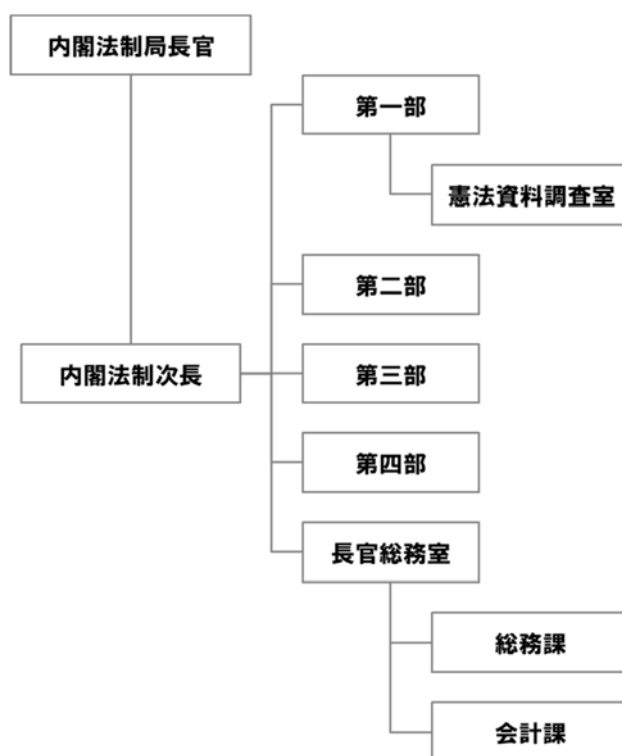 内閣法制局長官
第一部
憲法資料調査室
第二部
内閣法制次長
第三部
第四部
長官総務室
総務課
会計課